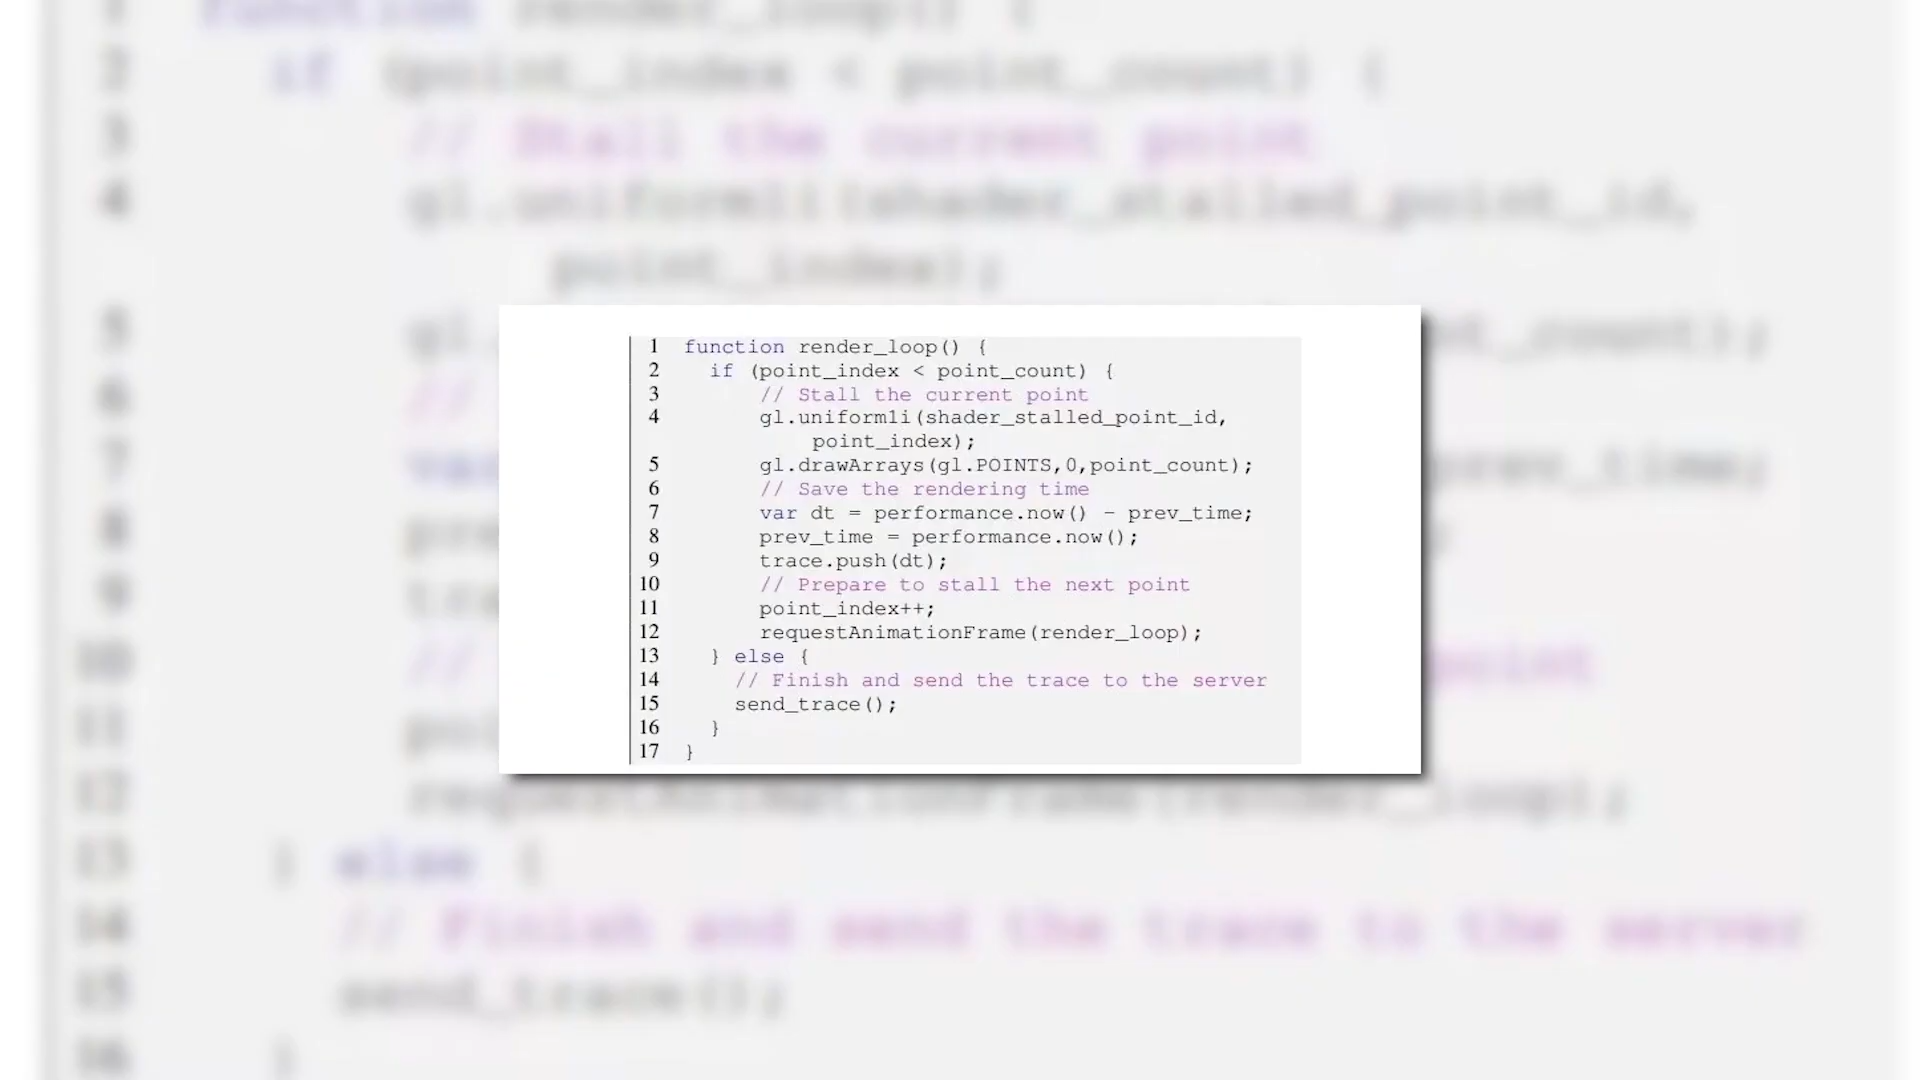 1 function render_loop() {
2 if (point_index < point_count) {
3 // Stall the current point
4 gl.uniform1i(shader_stalled_point_id,
point_index);
5 gl.drawArrays(gl.POINTS,0,point_count);
6 // Save the rendering time
7 var dt = performance.now() - prev_time;
8 prev_time = performance.now();
9 trace.push(dt);
10 // Prepare to stall the next point
11 point_index++;
12 requestAnimationFrame(render_loop);
13 } else {
14 // Finish and send the trace to the server
15 send_trace();
16 }
17 }